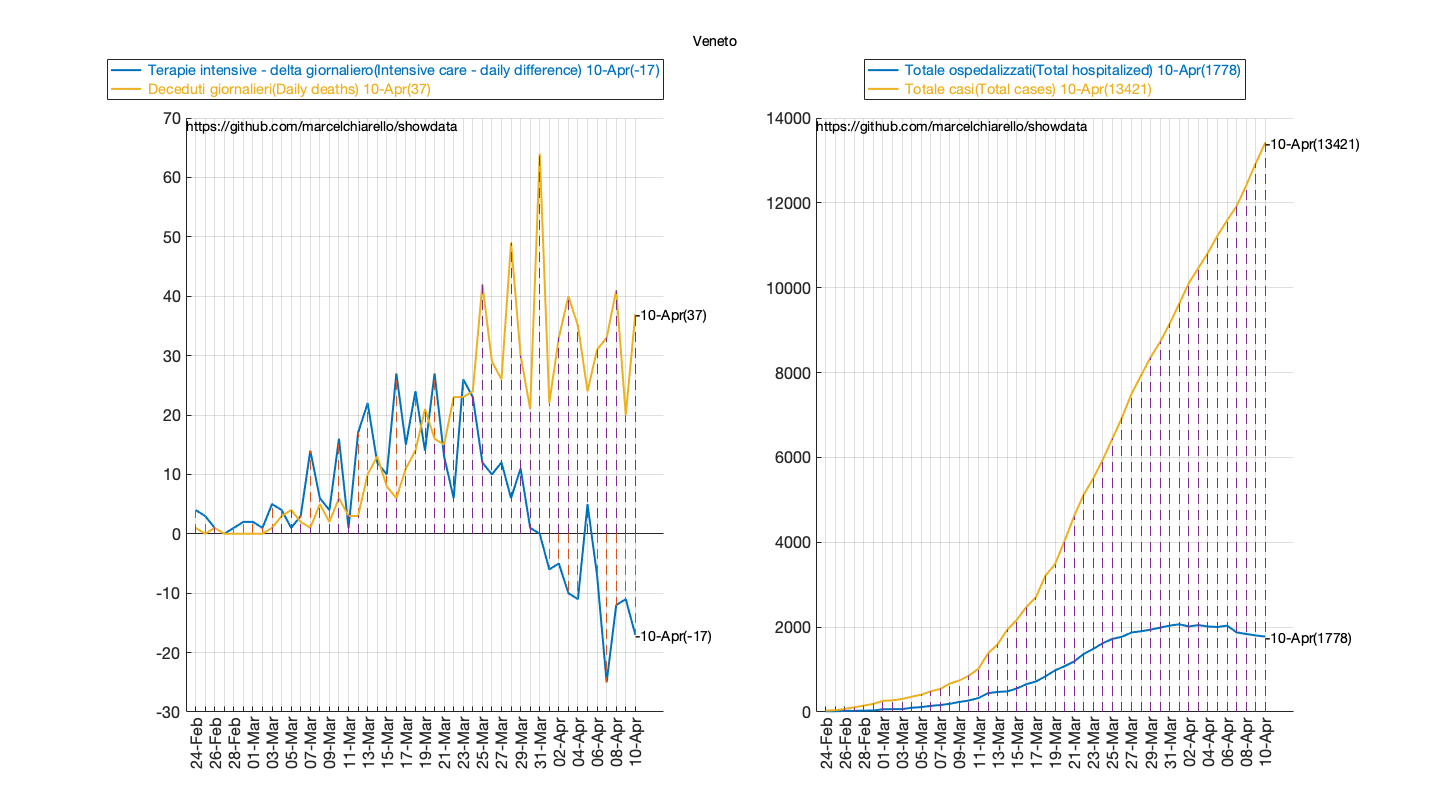 Veneto
Terapie intensive - delta giornaliero(Intensive care - daily difference) 10-Apr(-17)
Deceduti giornalieri(Daily deaths) 10-Apr(37)
https://github.com/marcelchiarello/showdata
70
60
50
40
30
20
10
0
-10
-20
-30
10-Apr(37)
10-Apr(-17)
24-Feb
26-Feb
28-Feb
01-Mar
03-Mar
05-Mar
07-Mar
09-Mar
11-Mar
13-Mar
15-Mar
17-Mar
19-Mar
21-Mar
23-Mar
25-Mar
27-Mar
29-Mar
31-Mar
02-Apr
04-Apr
06-Apr
08-Apr
10-Apr
Totale ospedalizzati(Total hospitalized) 10-Apr(1778)
Totale casi(Total cases) 10-Apr(13421)
https://github.com/marcelchiarello/showdata
14000
12000
10000
8000
6000
4000
2000
0
10-Apr(13421)
10-Apr(1778)
24-Feb
26-Feb
28-Feb
01-Mar
03-Mar
05-Mar
07-Mar
09-Mar
11-Mar
13-Mar
15-Mar
17-Mar
19-Mar
21-Mar
23-Mar
25-Mar
27-Mar
29-Mar
31-Mar
02-Apr
04-Apr
06-Apr
08-Apr
10-Apr